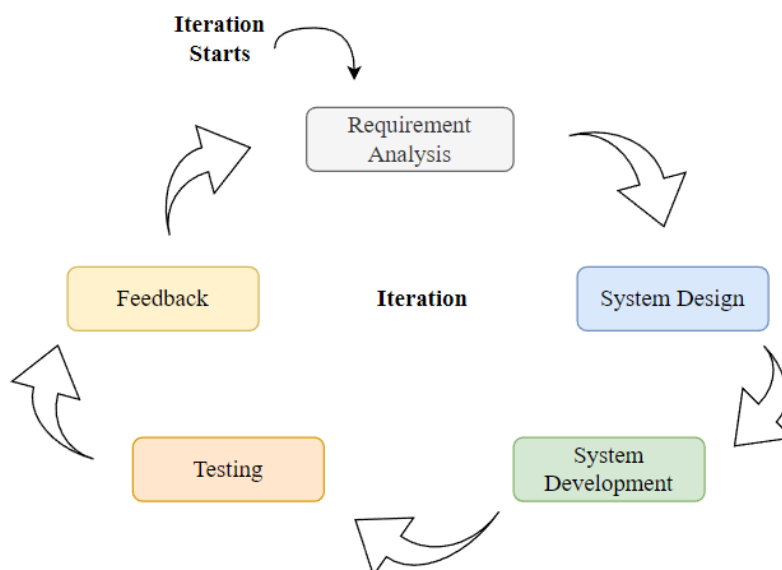 Iteration
Starts
Requirement
Analysis
Feedback
Iteration
System Design
Testing
System
Development